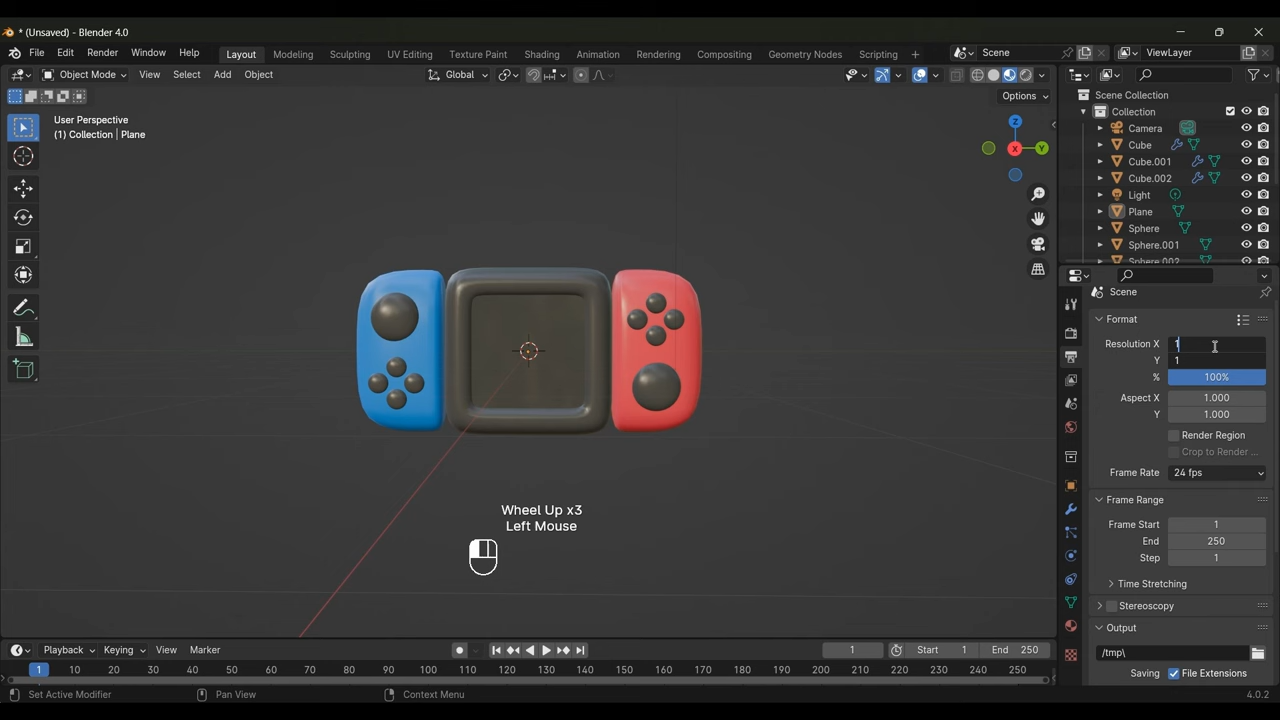 * (Unsaved) - Blender 4.0
File Edit Render Window Help Layout Modeling Sculpting UV Editing Texture Paint Shading Animation Rendering Compositing Geometry Nodes Scripting + Scene ViewLayer
Object Mode View Select Add Object Global
Options
User Perspective
(1) Collection | Plane
Z
X
Y
Scene Collection
Collection
Camera
Cube
Cube.001
Cube.002
Light
Plane
Sphere
Sphere.001
Sphere.002
Scene
Format
Resolution X 1
Y 1
% 100%
Aspect X 1.000
Y 1.000
Render Region
Crop to Render ...
Frame Rate 24 fps
Frame Range
Frame Start 1
End 250
Step 1
Time Stretching
Stereoscopy
Output
/tmp\
Saving File Extensions
Wheel Up x3
Left Mouse
Playback Keying View Marker 1 Start 1 End 250
1 10 20 30 40 50 60 70 80 90 100 110 120 130 140 150 160 170 180 190 200 210 220 230 240 250
Set Active Modifier Pan View Context Menu 4.0.2